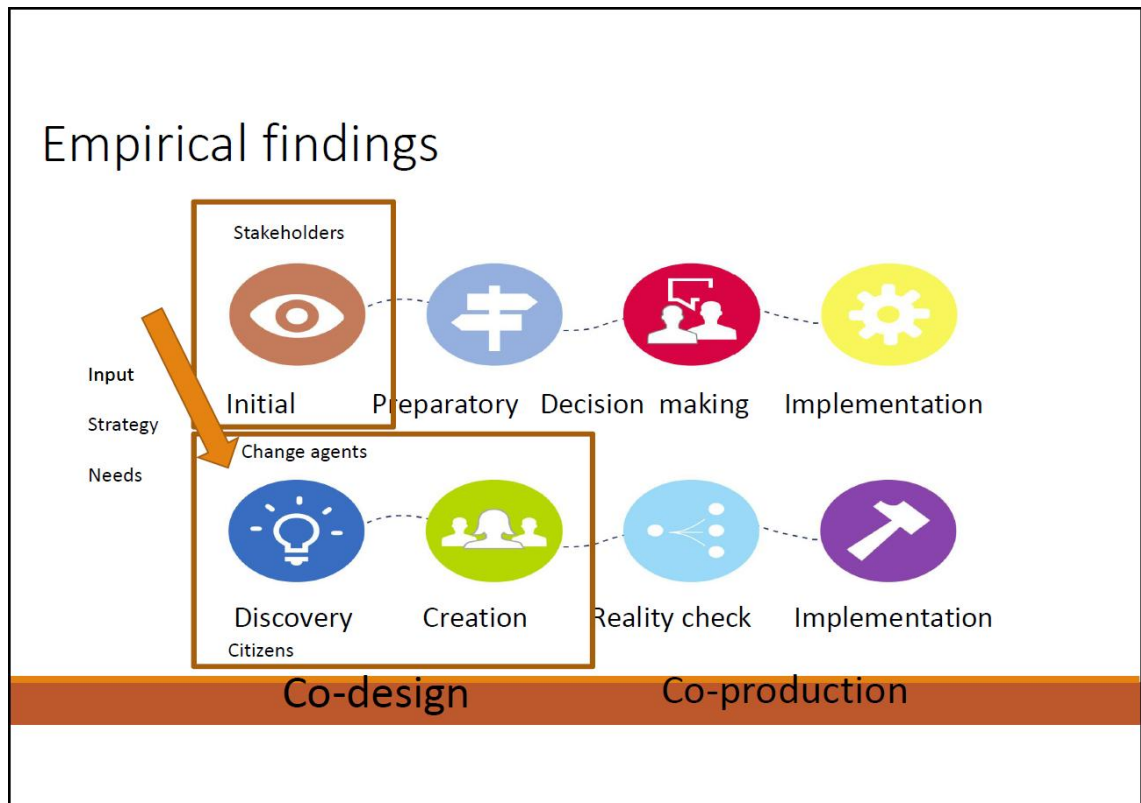 Empirical findings
Stakeholders
Input
Strategy
Needs
Initial Preparatory Decision making Implementation
Change agents
Discovery Creation Reality check Implementation
Citizens
Co-design Co-production